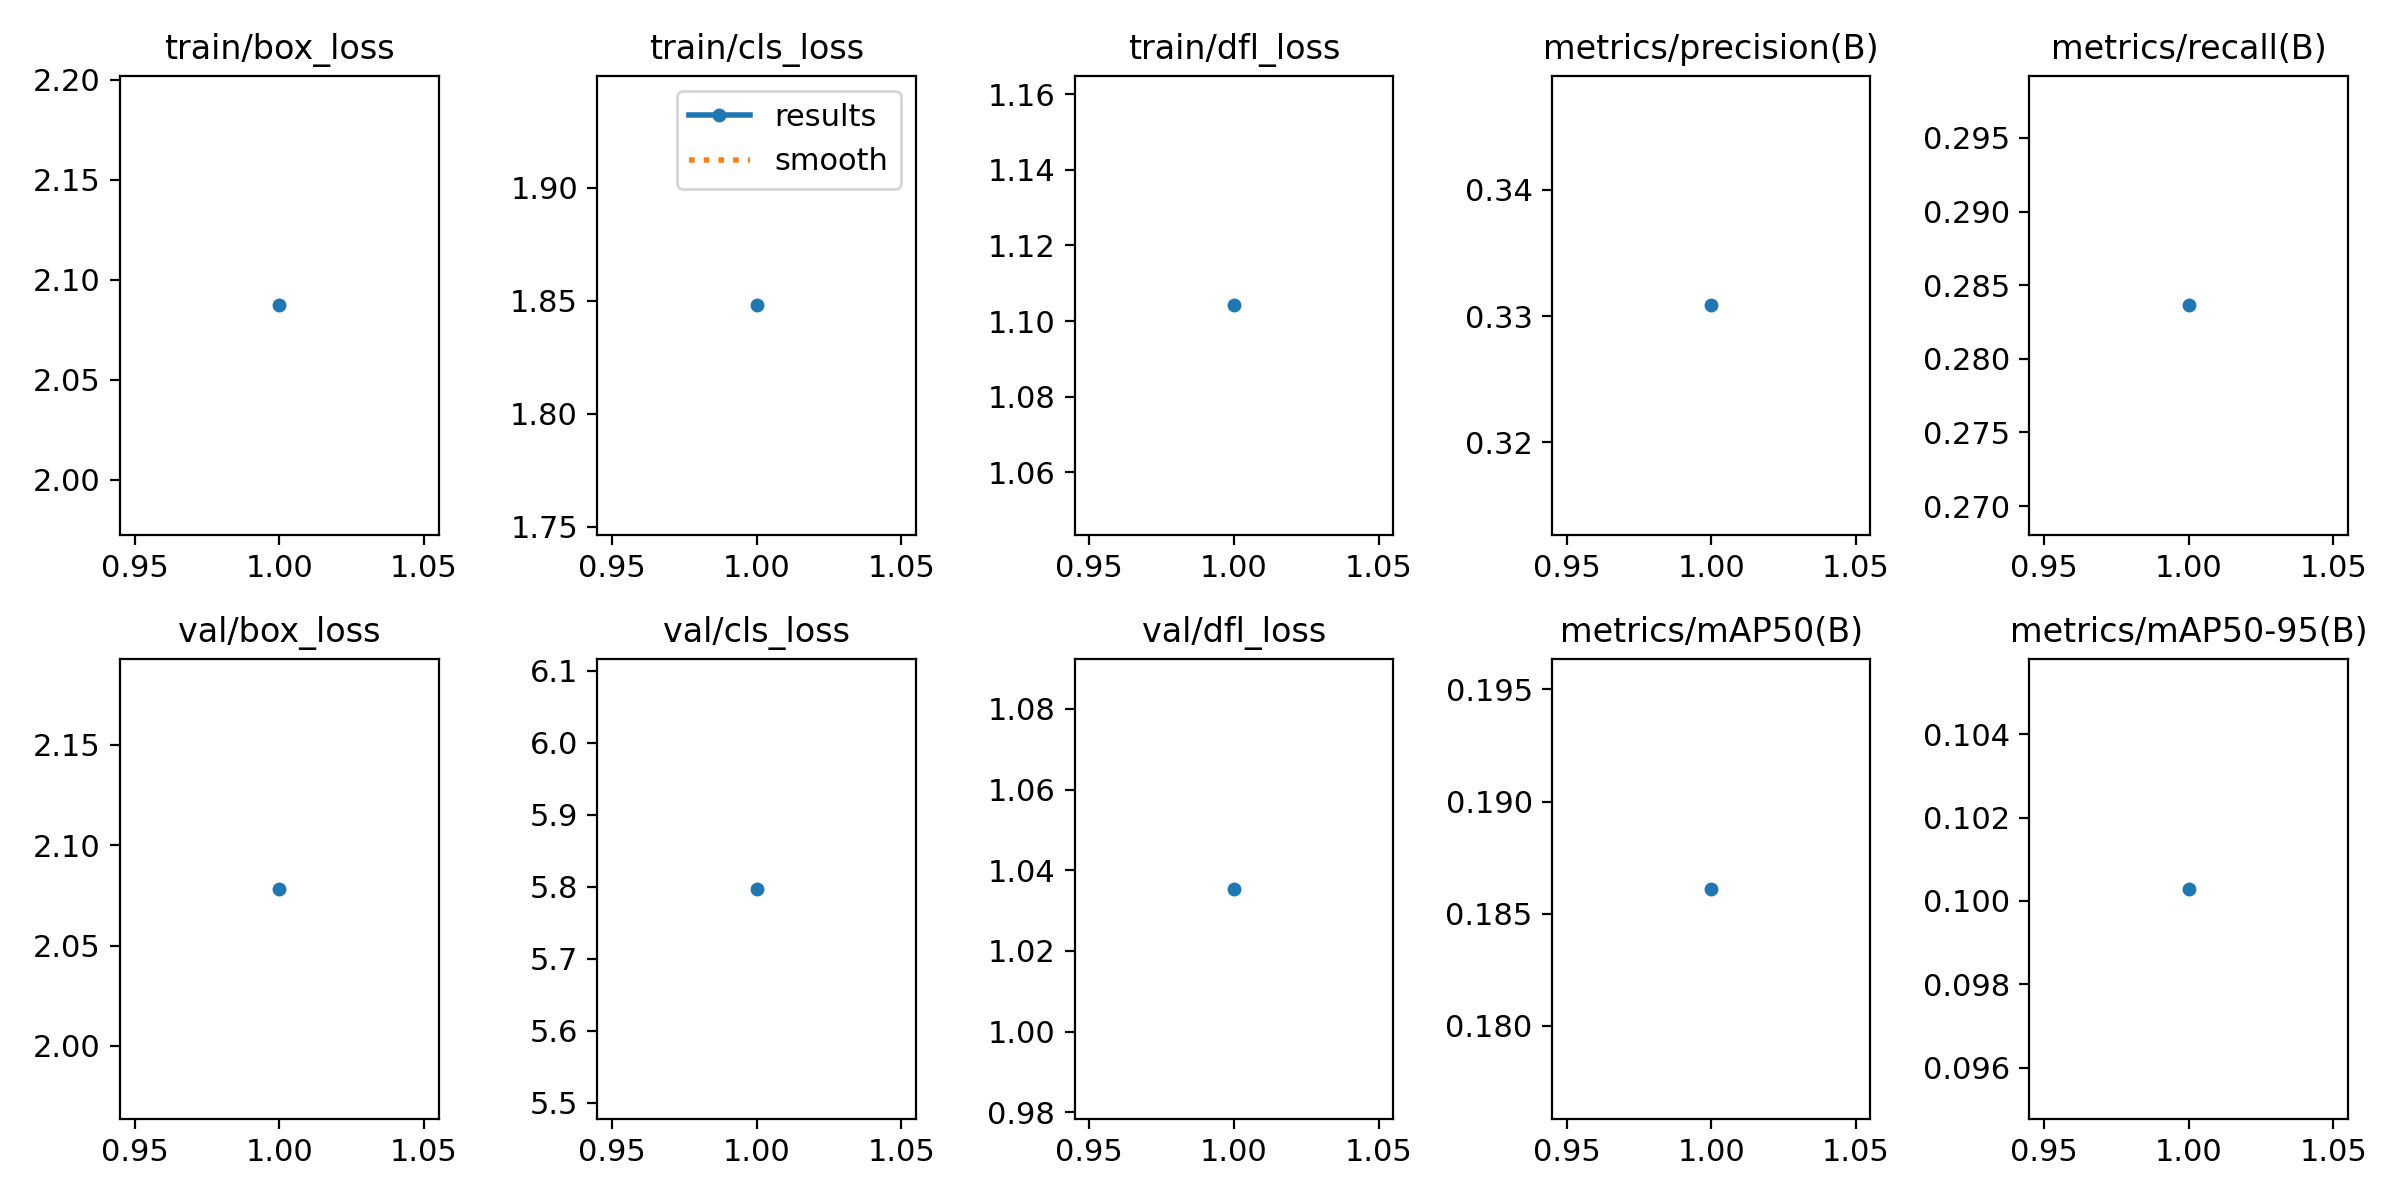 train/box_loss
2.20
2.15
2.10
2.05
2.00
0.95 1.00 1.05
train/cls_loss
results
smooth
1.90
1.85
1.80
1.75
0.95 1.00 1.05
train/dfl_loss
1.16
1.14
1.12
1.10
1.08
1.06
0.95 1.00 1.05
metrics/precision(B)
0.34
0.33
0.32
0.95 1.00 1.05
metrics/recall(B)
0.295
0.290
0.285
0.280
0.275
0.270
0.95 1.00 1.05
val/box_loss
2.15
2.10
2.05
2.00
0.95 1.00 1.05
val/cls_loss
6.1
6.0
5.9
5.8
5.7
5.6
5.5
0.95 1.00 1.05
val/dfl_loss
1.08
1.06
1.04
1.02
1.00
0.98
0.95 1.00 1.05
metrics/mAP50(B)
0.195
0.190
0.185
0.180
0.95 1.00 1.05
metrics/mAP50-95(B)
0.104
0.102
0.100
0.098
0.096
0.95 1.00 1.05